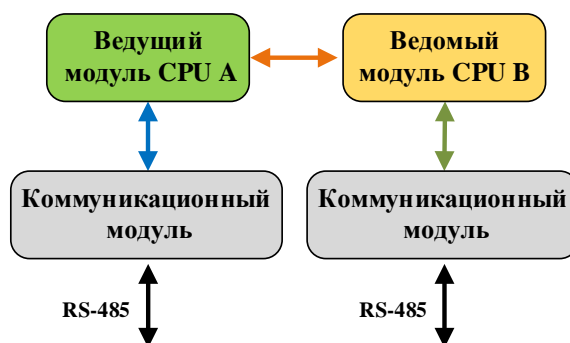 Ведущий
модуль CPU A
Ведомый
модуль CPU B
Коммуникационный
модуль
Коммуникационный
модуль
RS-485
RS-485